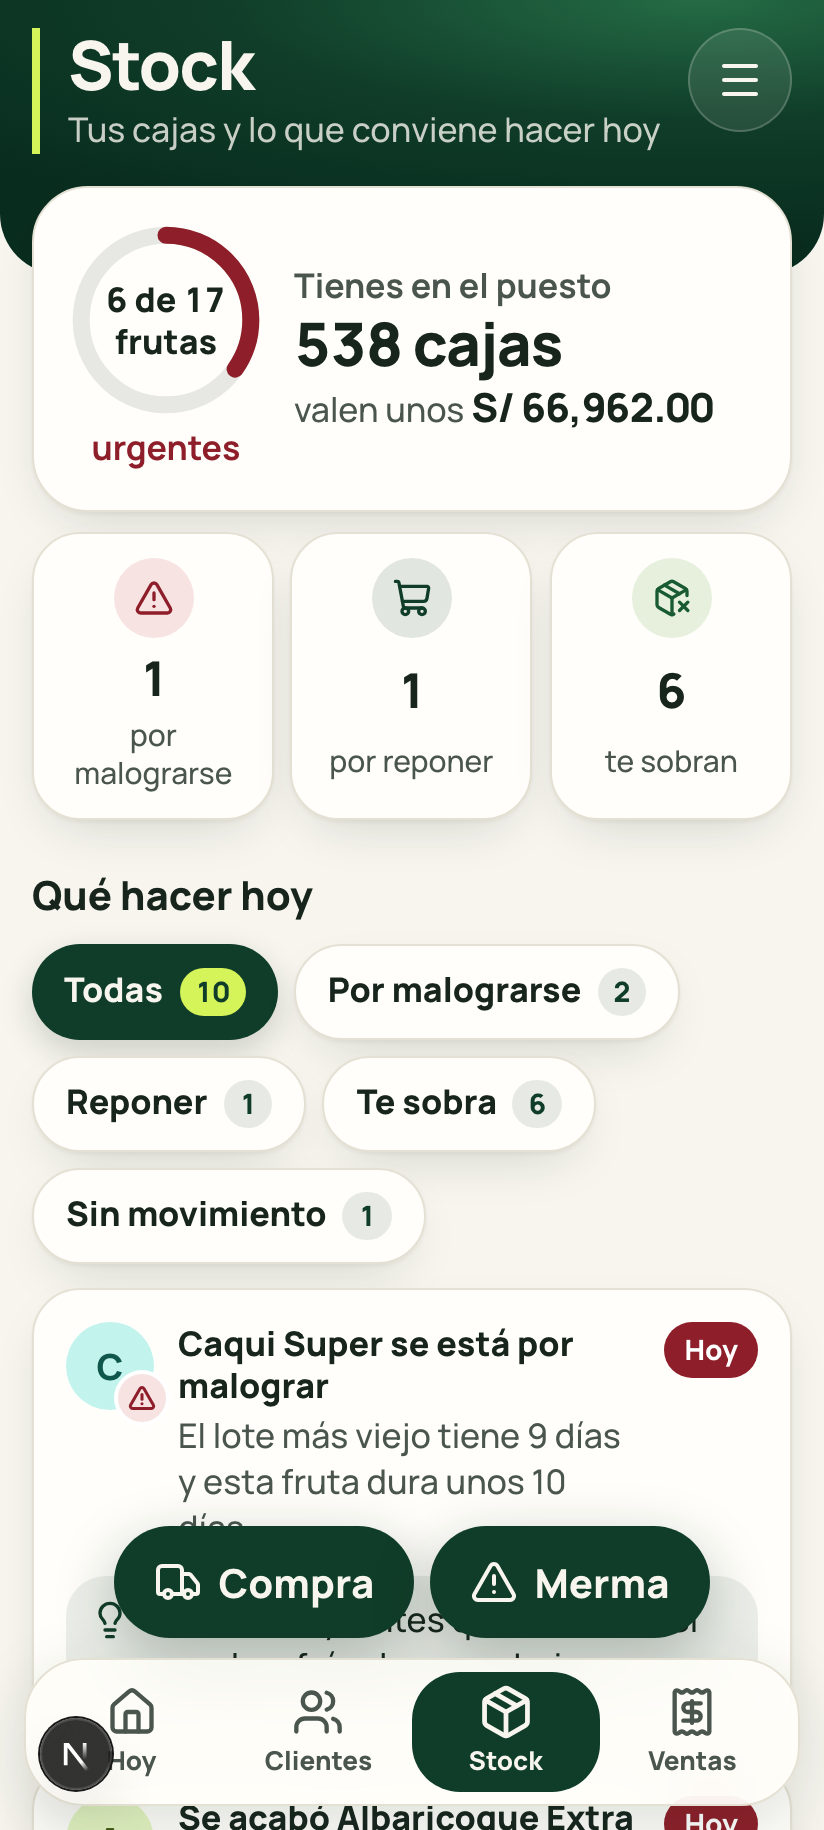 Stock
Tus cajas y lo que conviene hacer hoy
6 de 17
frutas
urgentes
Tienes en el puesto
538 cajas
valen unos S/ 66,962.00
1
por
malograrse
1
por reponer
6
te sobran
Qué hacer hoy
Todas 10
Por malograrse 2
Reponer 1
Te sobra 6
Sin movimiento 1
C
Caqui Super se está por
malograr
Hoy
El lote más viejo tiene 9 días
y esta fruta dura unos 10
días
Compra
Merma
Hoy
Clientes
Stock
Ventas
N
Se acabó Albaricoque Extra
Hoy